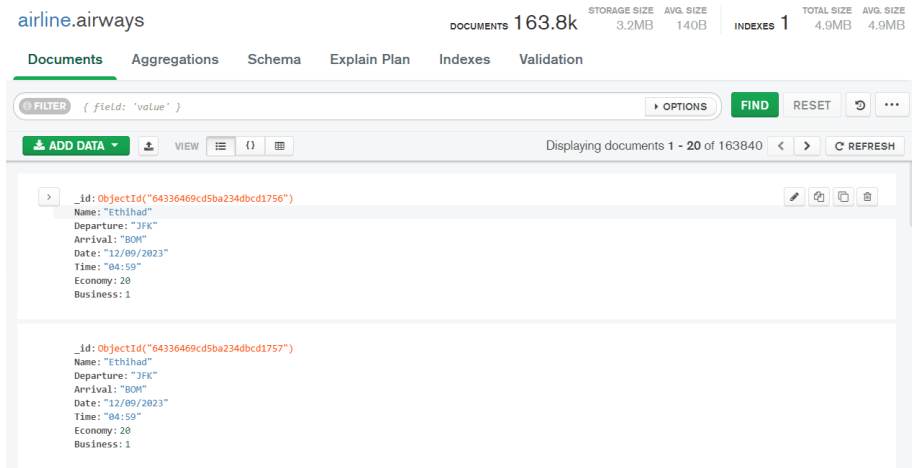 airline.airways
DOCUMENTS 163.8k STORAGE SIZE 3.2MB AVG. SIZE 140B INDEXES 1 TOTAL SIZE 4.9MB AVG. SIZE 4.9MB
Documents Aggregations Schema Explain Plan Indexes Validation
FILTER { field: 'value' } OPTIONS FIND RESET ...
ADD DATA VIEW {} Displaying documents 1 - 20 of 163840 < > REFRESH
_id: ObjectId("64336469cd5ba234dbcd1756")
Name: "Ethihad"
Departure: "JFK"
Arrival: "BOM"
Date: "12/09/2023"
Time: "04:59"
Economy: 20
Business: 1
_id: ObjectId("64336469cd5ba234dbcd1757")
Name: "Ethihad"
Departure: "JFK"
Arrival: "BOM"
Date: "12/09/2023"
Time: "04:59"
Economy: 20
Business: 1